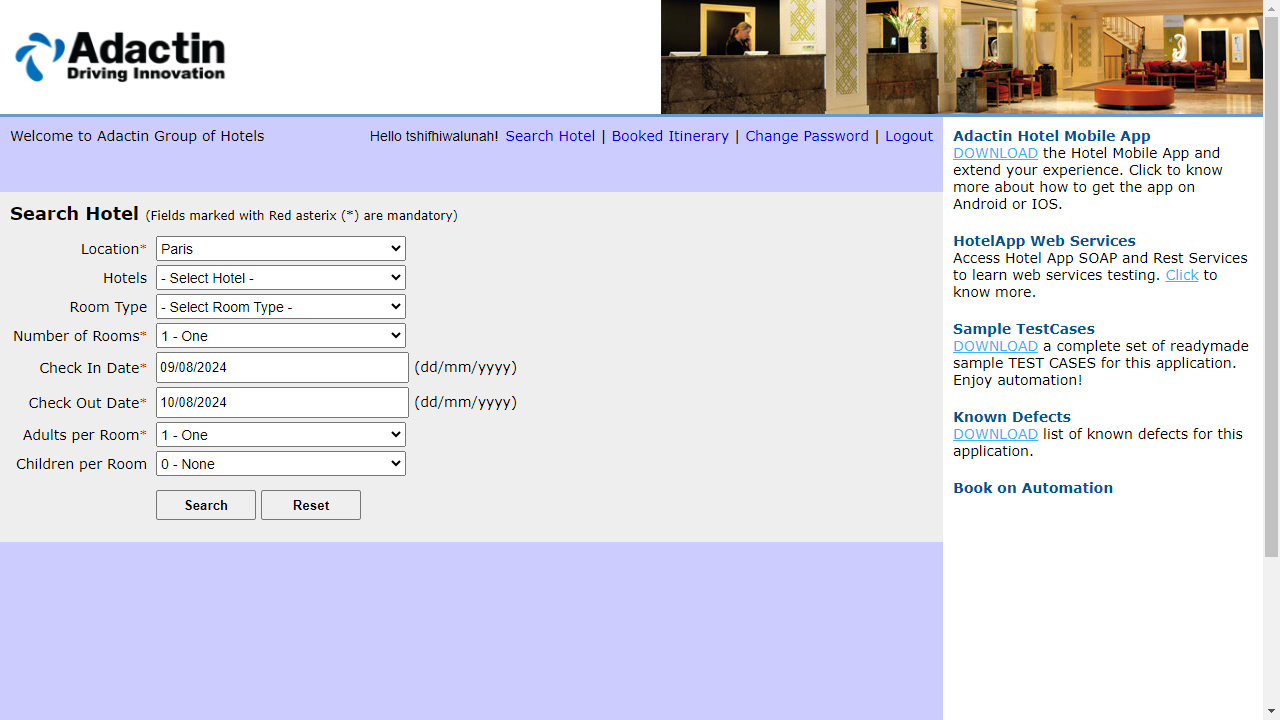 Adactin
Driving Innovation
Welcome to Adactin Group of Hotels
Hello tshifhiwalunah! Search Hotel | Booked Itinerary | Change Password | Logout
Search Hotel (Fields marked with Red asterix (*) are mandatory)
Location* Paris
Hotels - Select Hotel -
Room Type - Select Room Type -
Number of Rooms* 1 - One
Check In Date* 09/08/2024 (dd/mm/yyyy)
Check Out Date* 10/08/2024 (dd/mm/yyyy)
Adults per Room* 1 - One
Children per Room 0 - None
Search Reset
Adactin Hotel Mobile App
DOWNLOAD the Hotel Mobile App and
extend your experience. Click to know
more about how to get the app on
Android or IOS.
HotelApp Web Services
Access Hotel App SOAP and Rest Services
to learn web services testing. Click to
know more.
Sample TestCases
DOWNLOAD a complete set of readymade
sample TEST CASES for this application.
Enjoy automation!
Known Defects
DOWNLOAD list of known defects for this
application.
Book on Automation